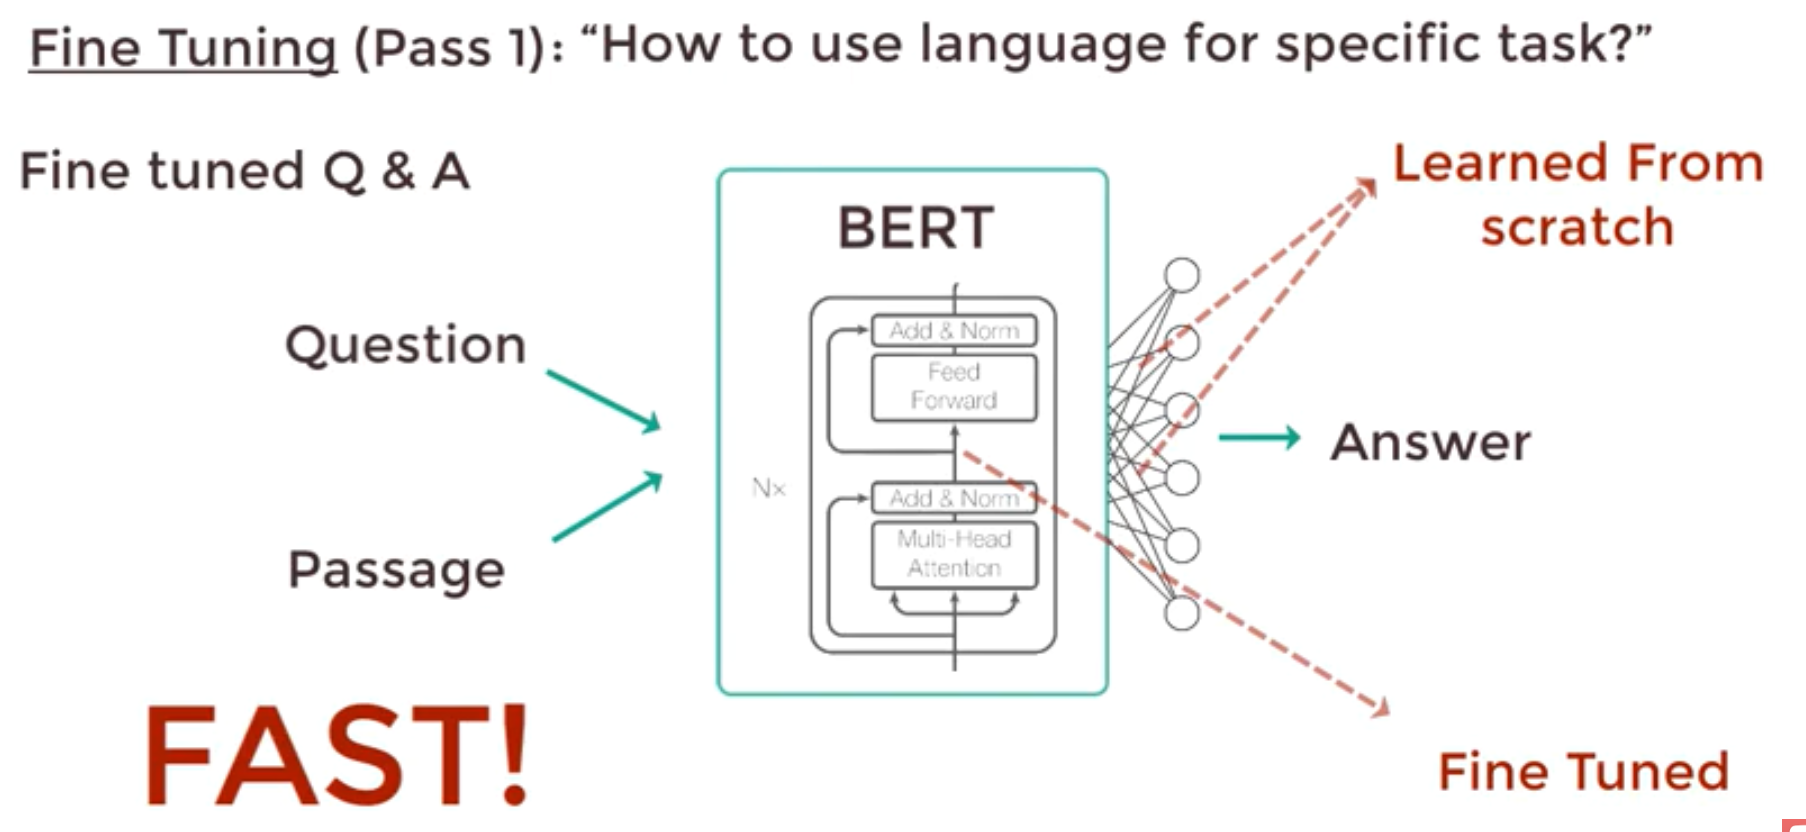 Fine Tuning (Pass 1): “How to use language for specific task?”
Fine tuned Q & A
Question
Passage
FAST!
BERT
Add & Norm
Feed
Forward
Nx
Add & Norm
Multi-Head
Attention
Learned From
scratch
Answer
Fine Tuned